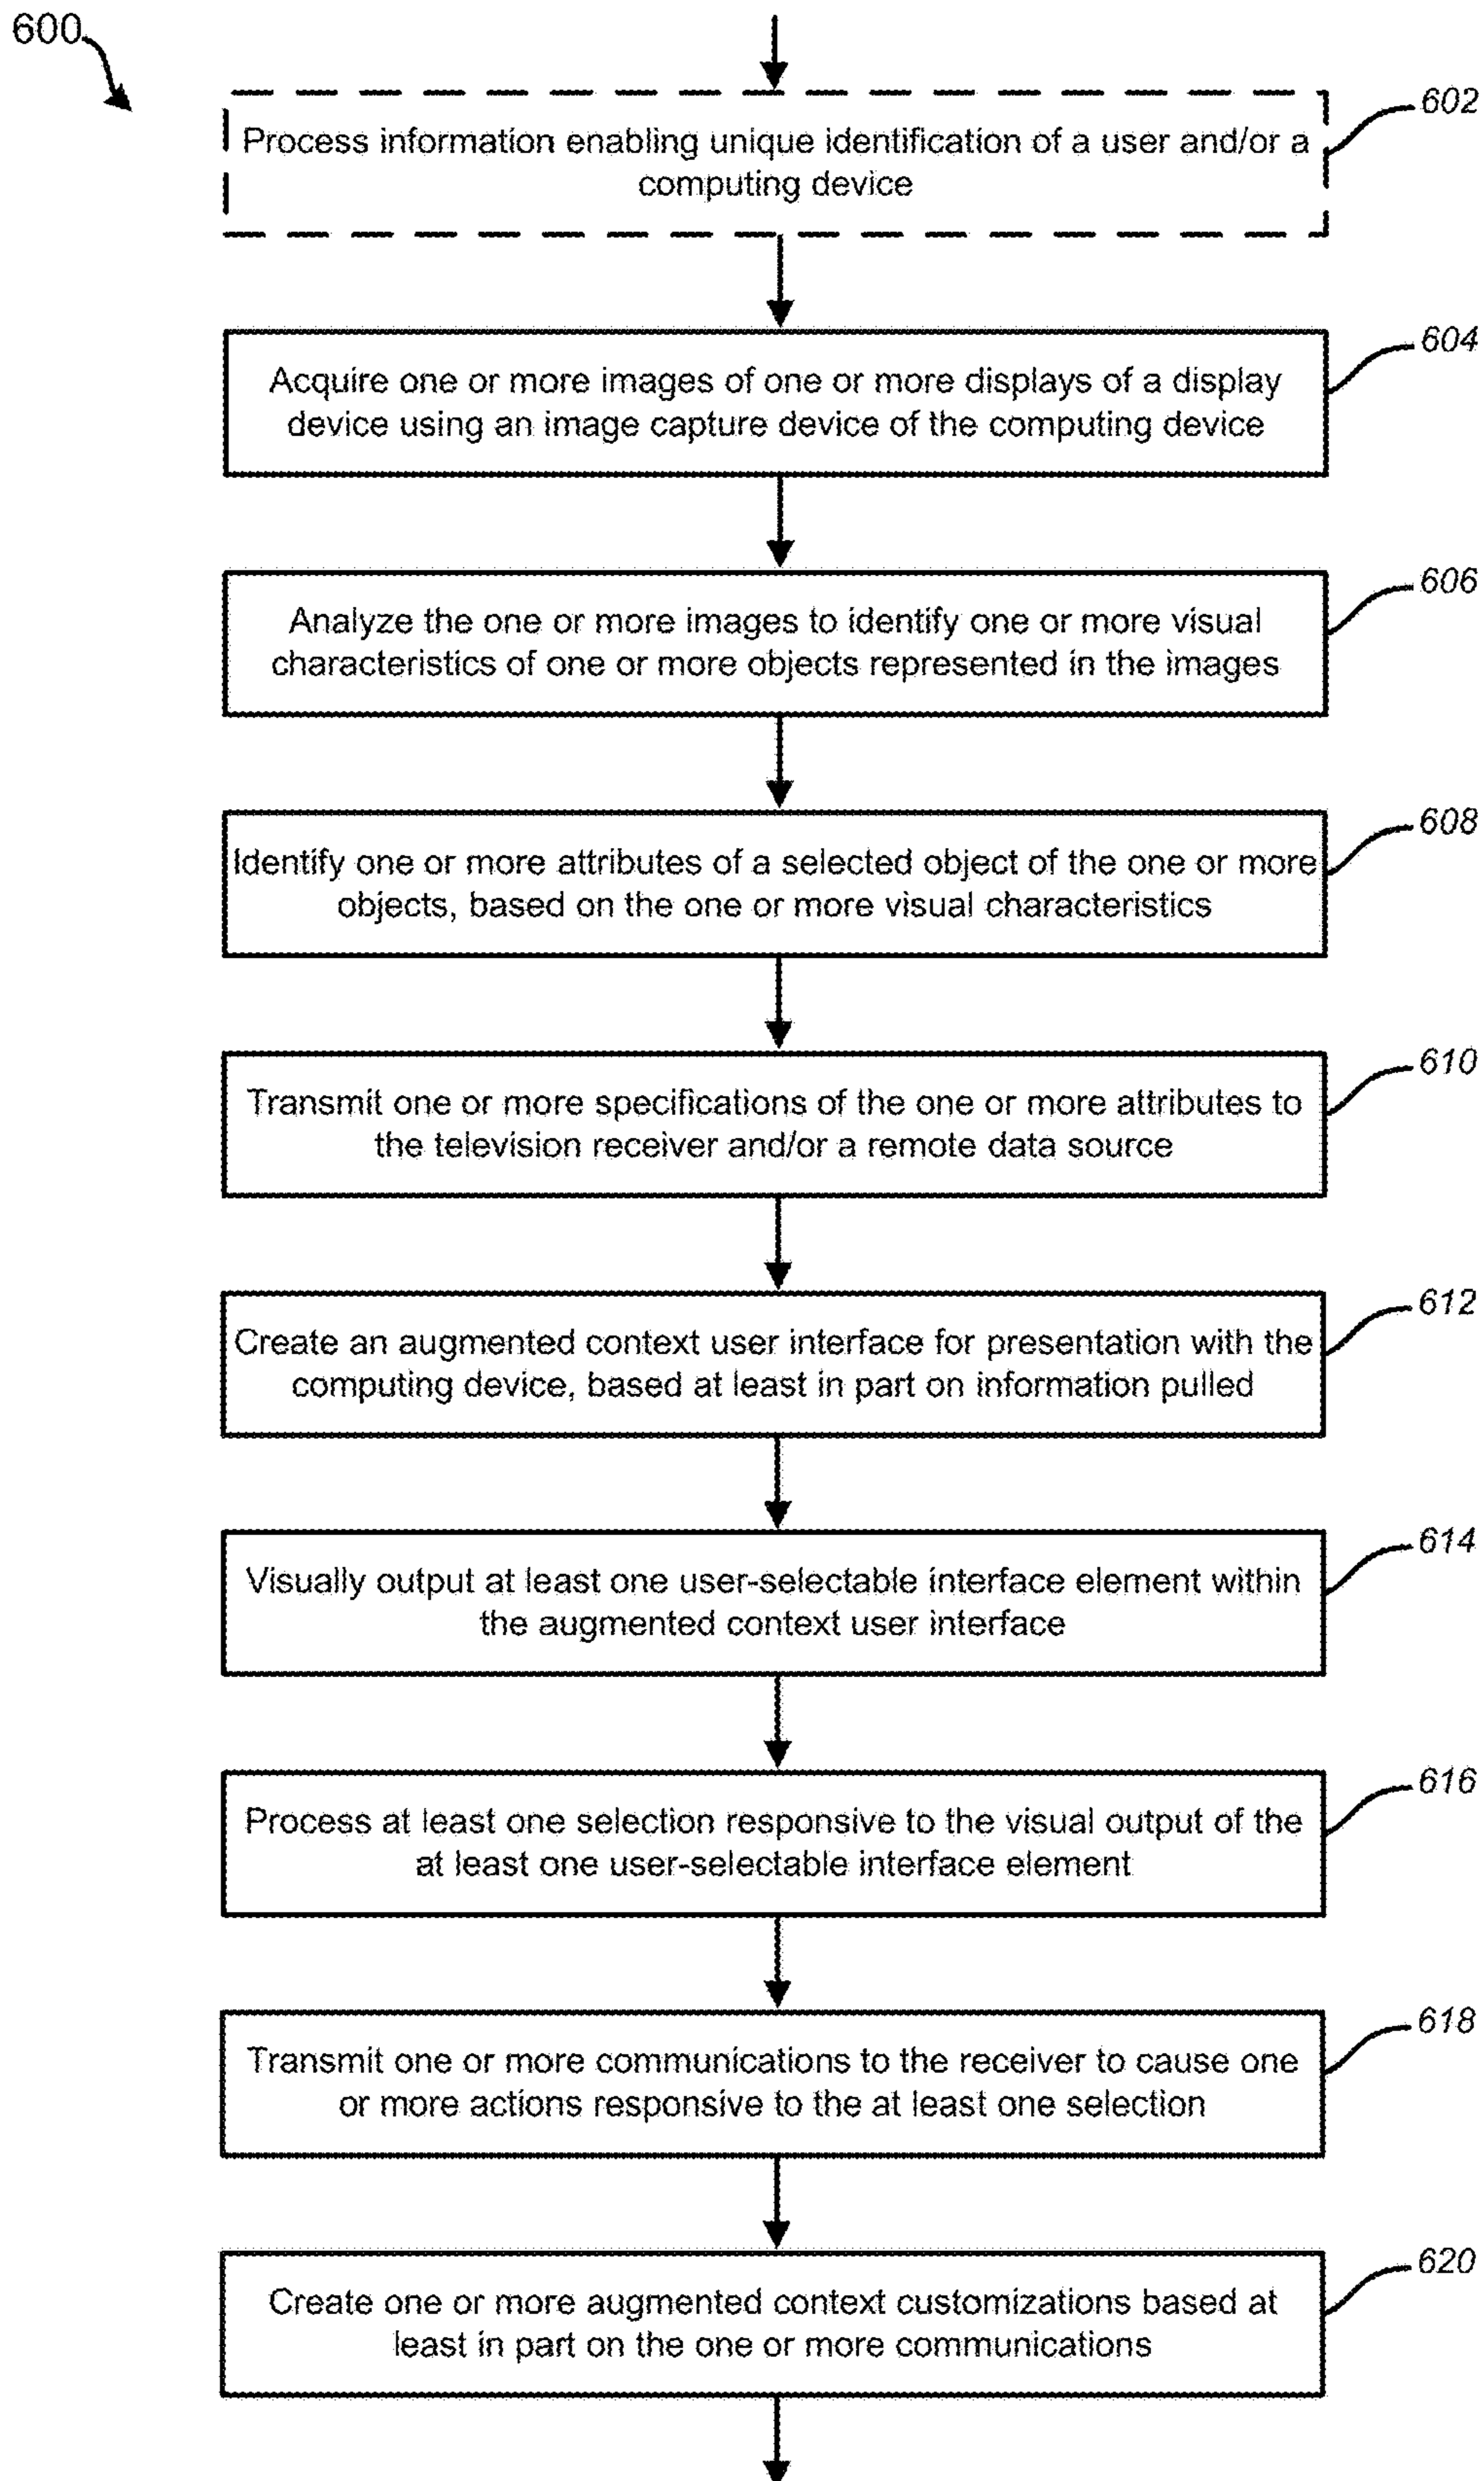 600
602
Process information enabling unique identification of a user and/or a
computing device
604
Acquire one or more images of one or more displays of a display
device using an image capture device of the computing device
606
Analyze the one or more images to identify one or more visual
characteristics of one or more objects represented in the images
608
Identify one or more attributes of a selected object of the one or more
objects, based on the one or more visual characteristics
610
Transmit one or more specifications of the one or more attributes to
the television receiver and/or a remote data source
612
Create an augmented context user interface for presentation with the
computing device, based at least in part on information pulled
614
Visually output at least one user-selectable interface element within
the augmented context user interface
616
Process at least one selection responsive to the visual output of the
at least one user-selectable interface element
618
Transmit one or more communications to the receiver to cause one
or more actions responsive to the at least one selection
620
Create one or more augmented context customizations based at
least in part on the one or more communications